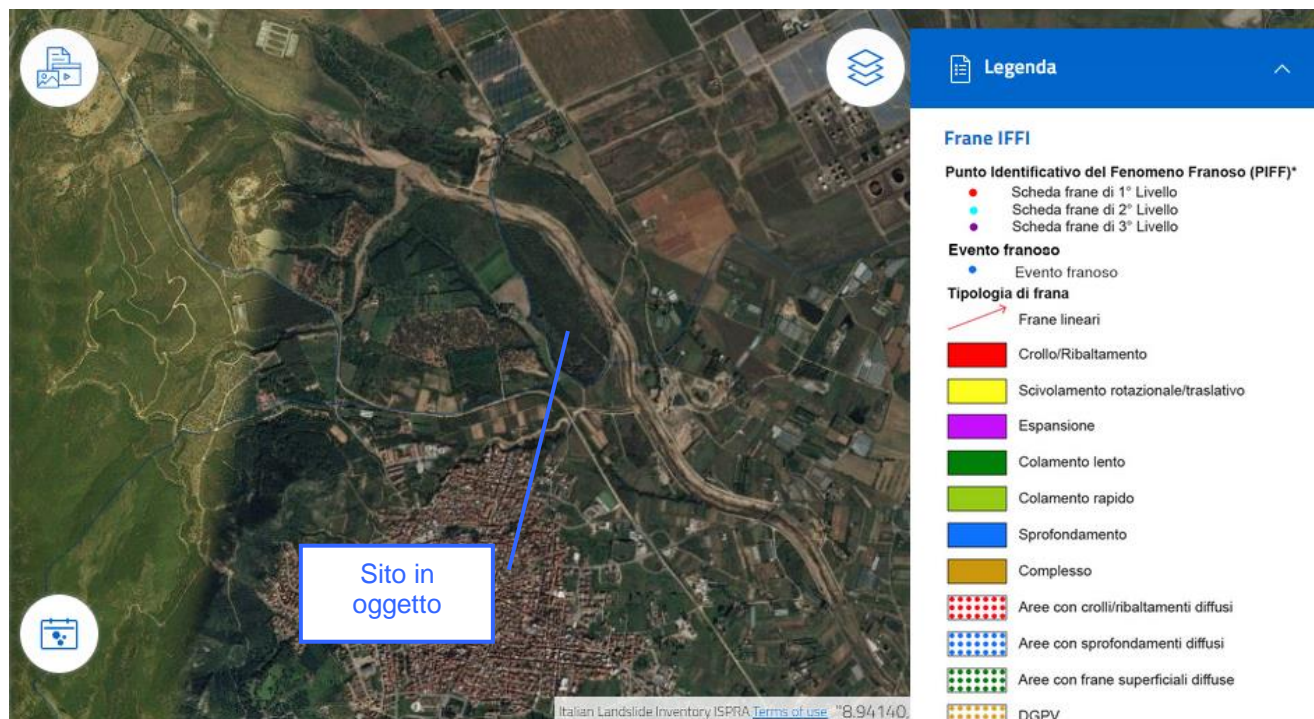 Legenda
Frane IFFI
Punto Identificativo del Fenomeno Franoso (PIFF)*
Scheda frane di 1° Livello
Scheda frane di 2° Livello
Scheda frane di 3° Livello
Evento franoso
Evento franoso
Tipologia di frana
Frane lineari
Crollo/Ribaltamento
Scivolamento rotazionale/traslativo
Espansione
Colamento lento
Colamento rapido
Sprofondamento
Complesso
Aree con crolli/ribaltamenti diffusi
Aree con sprofondamenti diffusi
Aree con frane superficiali diffuse
DGPV
Sito in
oggetto
Italian Landslide Inventory ISPRA Terms of use "8.94140,